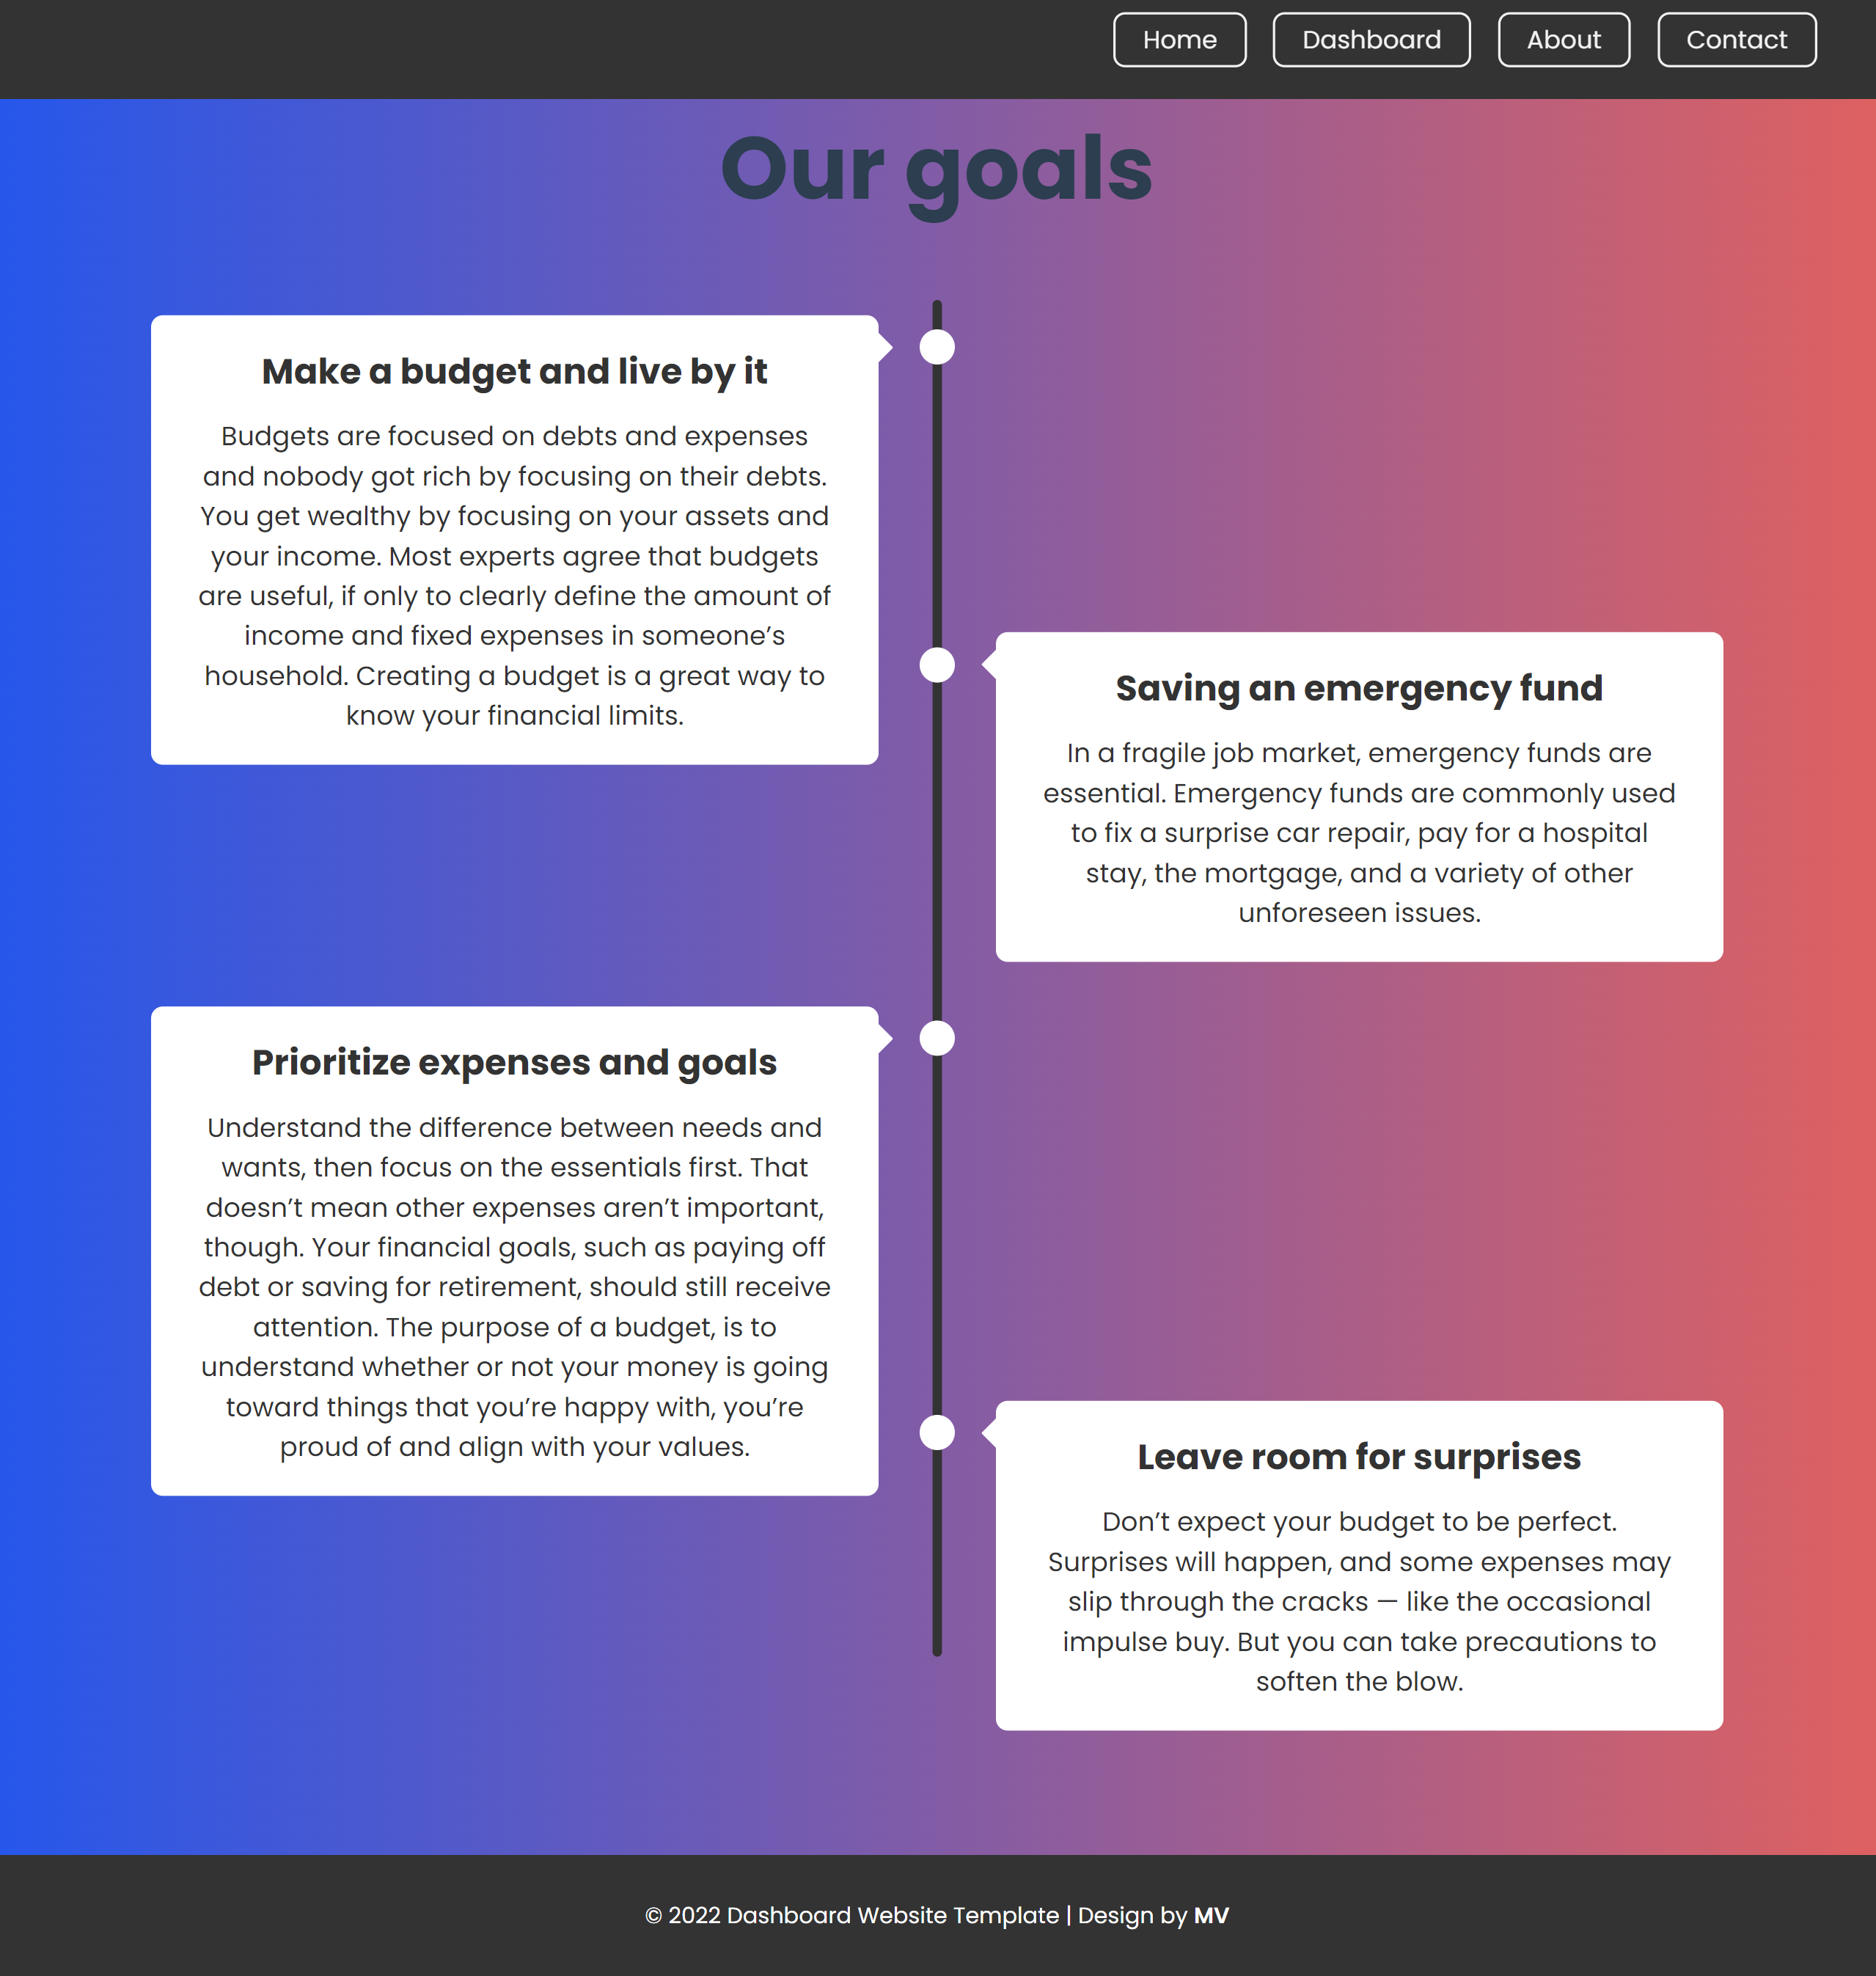 Home
Dashboard
About
Contact
Our goals
Make a budget and live by it
Budgets are focused on debts and expenses
and nobody got rich by focusing on their debts.
You get wealthy by focusing on your assets and
your income. Most experts agree that budgets
are useful, if only to clearly define the amount of
income and fixed expenses in someone’s
household. Creating a budget is a great way to
know your financial limits.
Saving an emergency fund
In a fragile job market, emergency funds are
essential. Emergency funds are commonly used
to fix a surprise car repair, pay for a hospital
stay, the mortgage, and a variety of other
unforeseen issues.
Prioritize expenses and goals
Understand the difference between needs and
wants, then focus on the essentials first. That
doesn’t mean other expenses aren’t important,
though. Your financial goals, such as paying off
debt or saving for retirement, should still receive
attention. The purpose of a budget, is to
understand whether or not your money is going
toward things that you’re happy with, you’re
proud of and align with your values.
Leave room for surprises
Don’t expect your budget to be perfect.
Surprises will happen, and some expenses may
slip through the cracks — like the occasional
impulse buy. But you can take precautions to
soften the blow.
© 2022 Dashboard Website Template | Design by MV